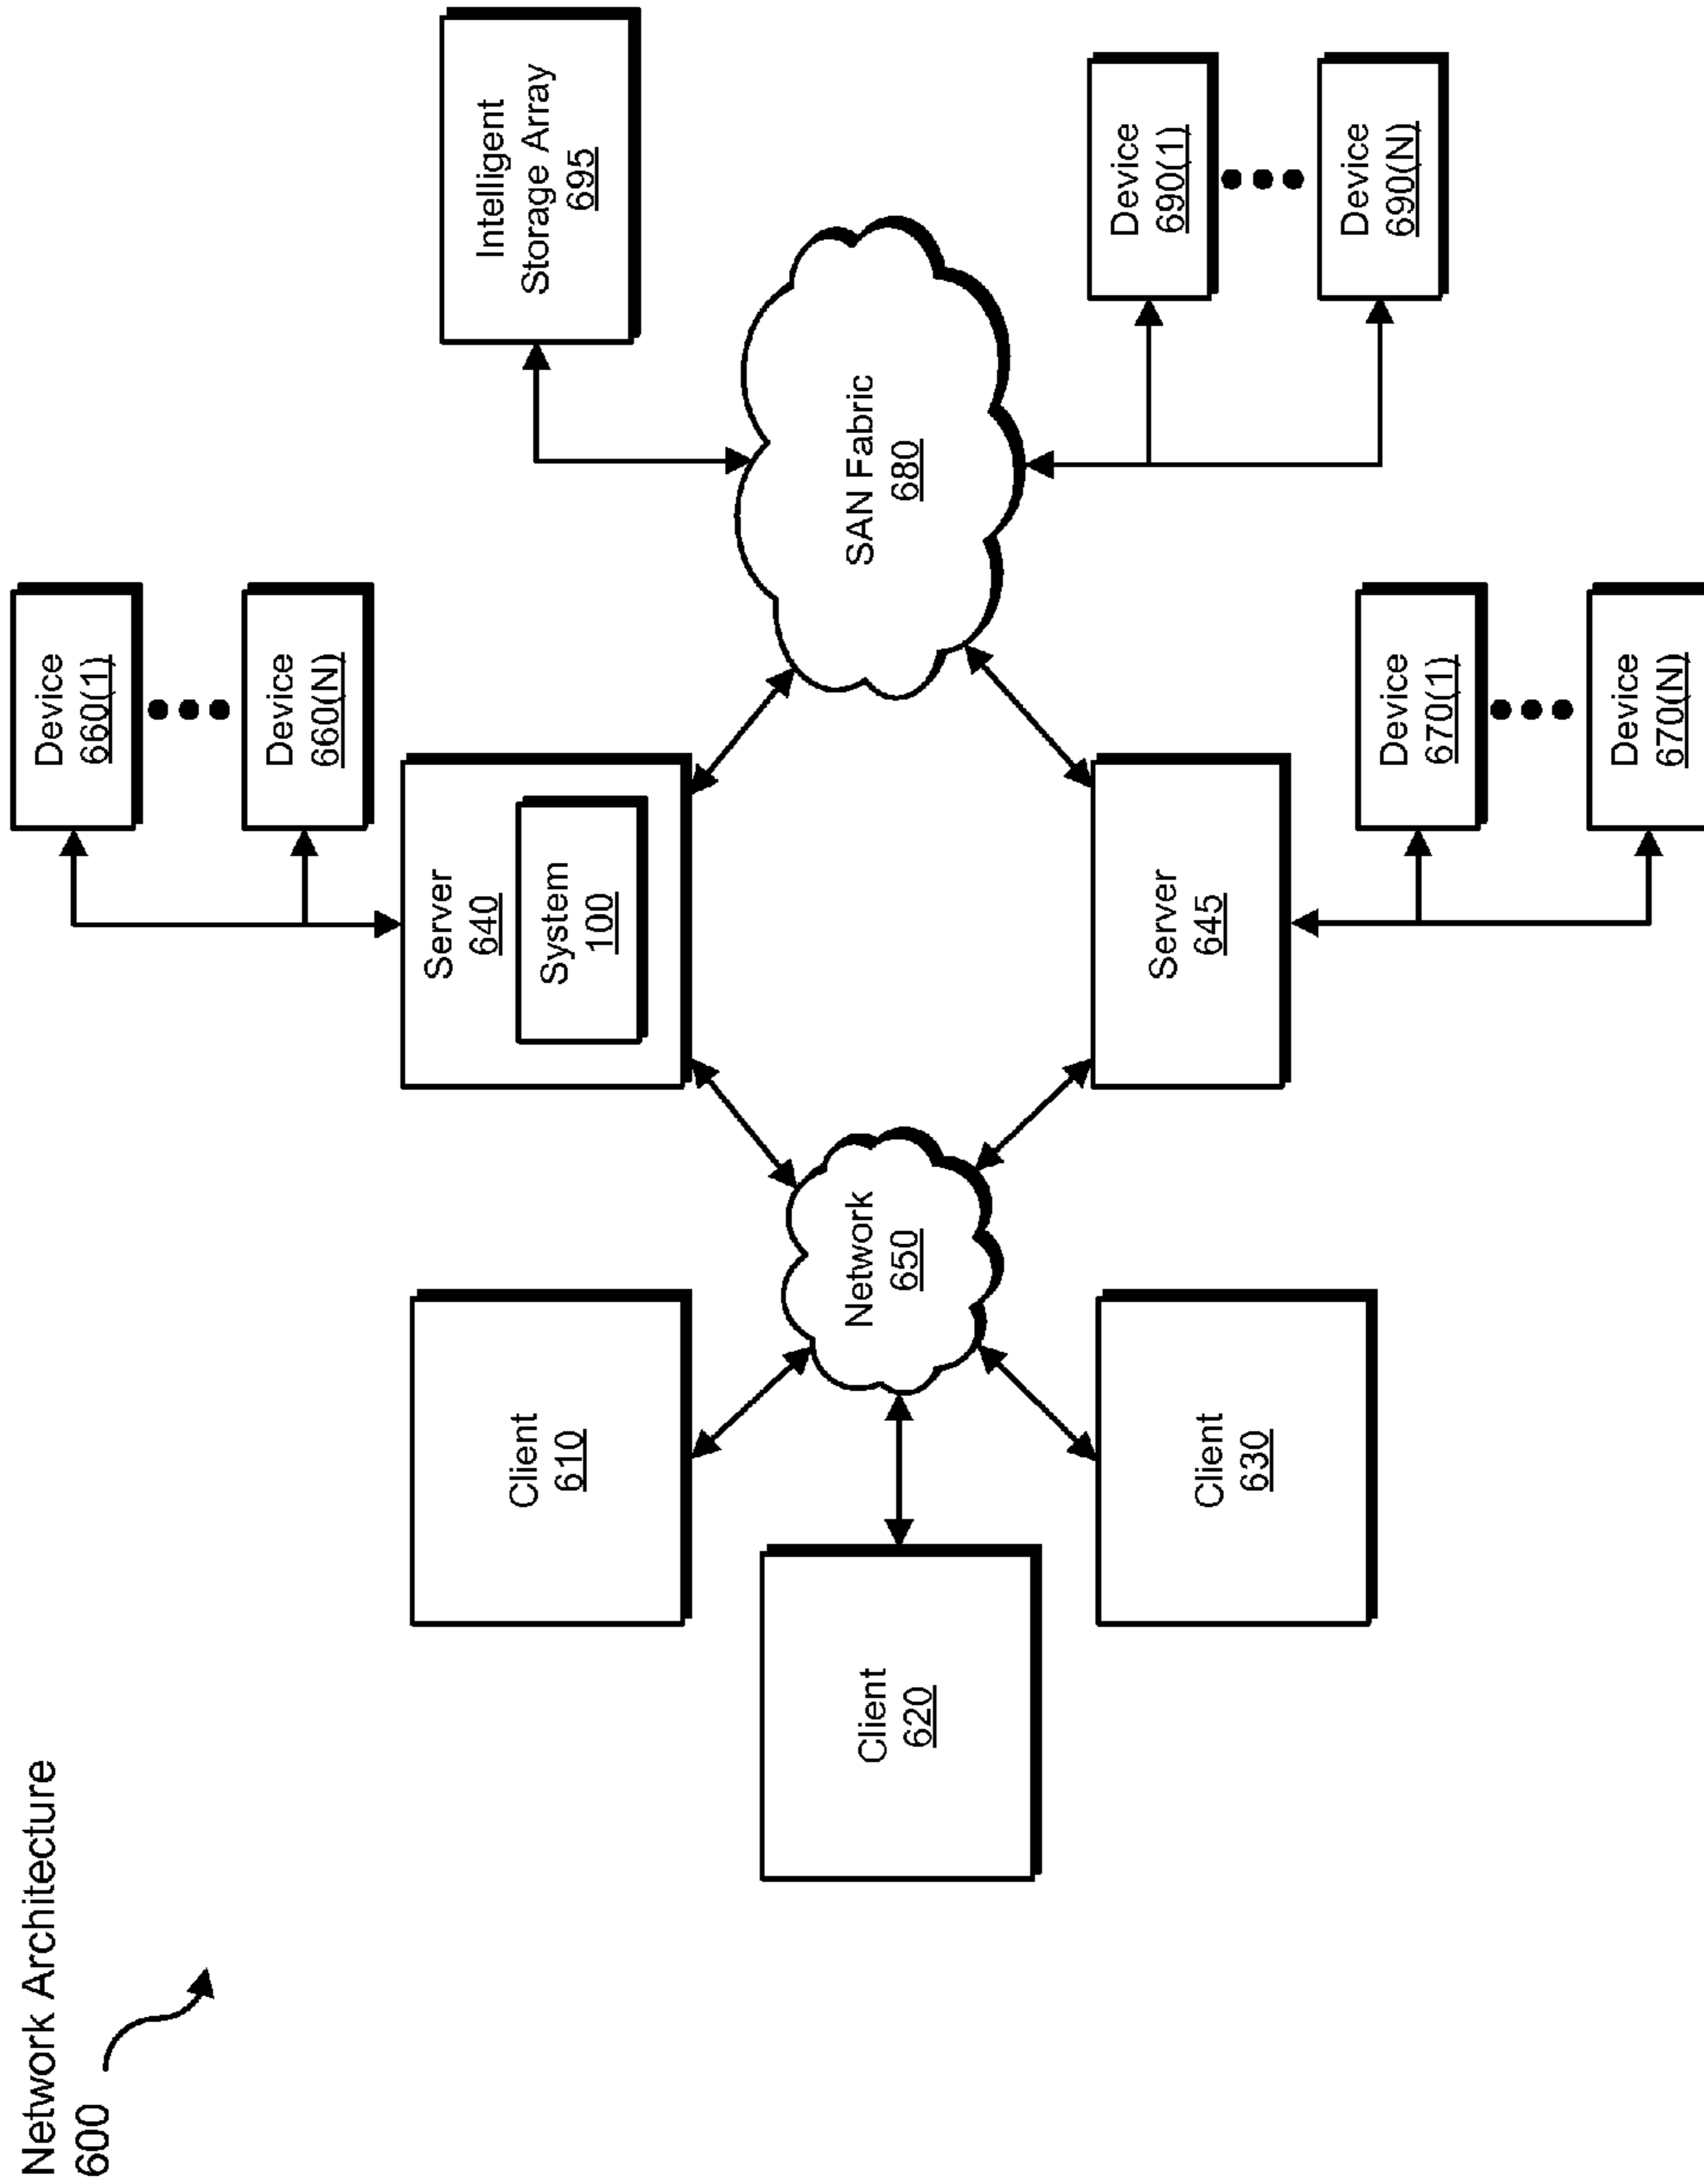 Network Architecture
600
Device
660(1)
Device
660(N)
Server
640
System
100
Client
610
Intelligent
Storage Array
695
Client
620
Network
650
SAN Fabric
680
Client
630
Server
645
Device
690(1)
Device
690(N)
Device
670(1)
Device
670(N)